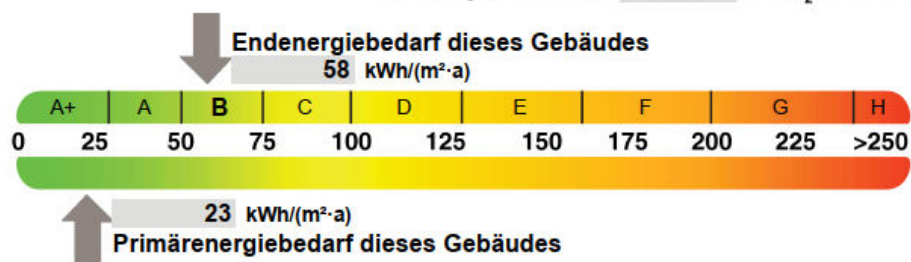 Endenergiebedarf dieses Gebäudes
58 kWh/(m²·a)
A+ A B C D E F G H
0 25 50 75 100 125 150 175 200 225 >250
23 kWh/(m²·a)
Primärenergiebedarf dieses Gebäudes